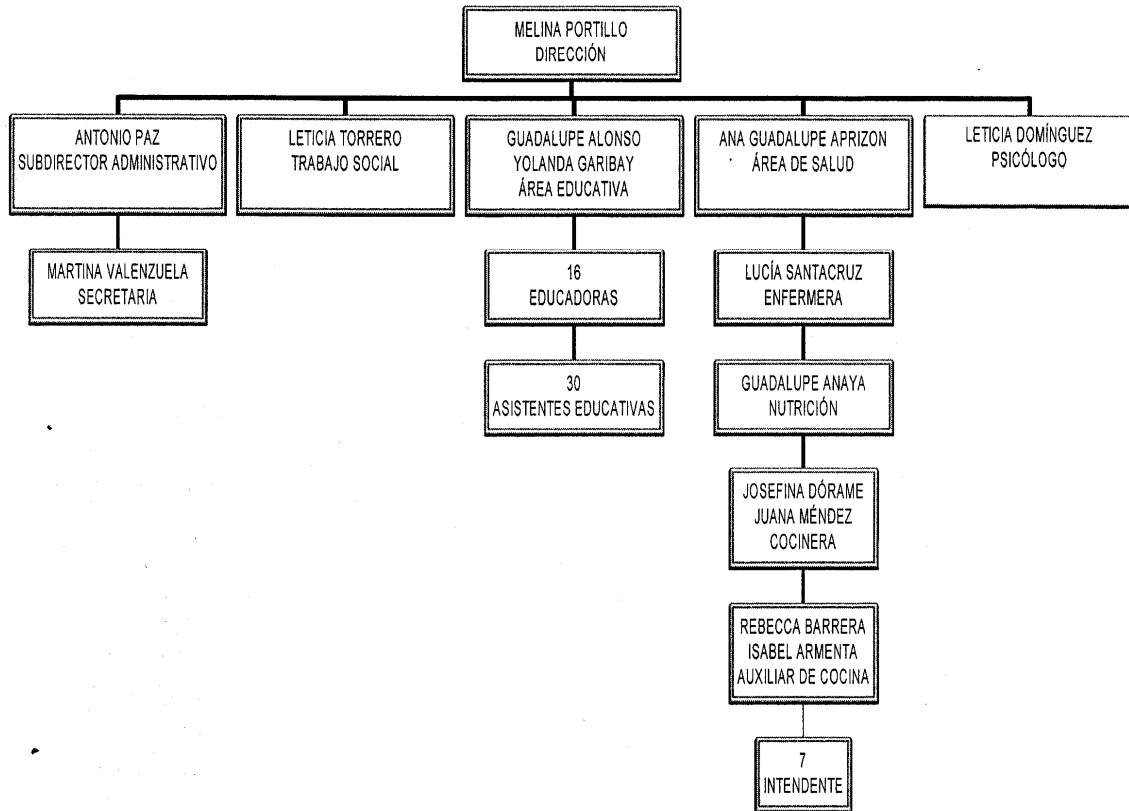 MELINA PORTILLO
DIRECCIÓN
ANTONIO PAZ
SUBDIRECTOR ADMINISTRATIVO
LETICIA TORRERO
TRABAJO SOCIAL
GUADALUPE ALONSO
YOLANDA GARIBAY
ÁREA EDUCATIVA
ANA GUADALUPE APRIZON
ÁREA DE SALUD
LETICIA DOMÍNGUEZ
PSICÓLOGO
MARTINA VALENZUELA
SECRETARIA
16
EDUCADORAS
LUCÍA SANTACRUZ
ENFERMERA
30
ASISTENTES EDUCATIVAS
GUADALUPE ANAYA
NUTRICIÓN
JOSEFINA DÓRAME
JUANA MÉNDEZ
COCINERA
REBECCA BARRERA
ISABEL ARMENTA
AUXILIAR DE COCINA
7
INTENDENTE